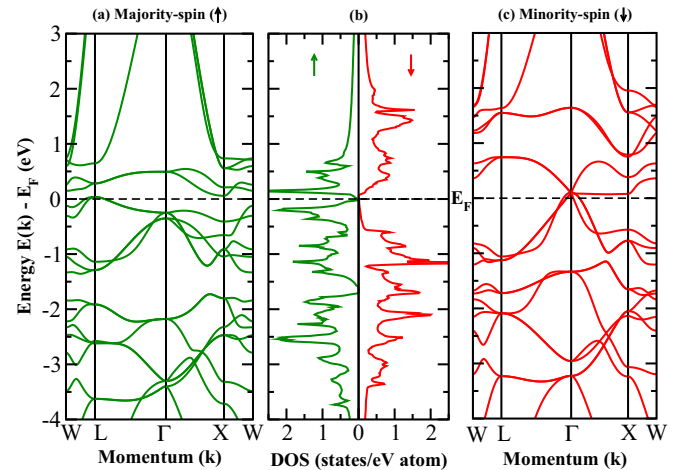 (a) Majority-spin (↑)
(b)
(c) Minority-spin (↓)
Energy E(k) - E_F (eV)
3
2
1
0
-1
-2
-3
-4
E_F
W L Γ X W
2 1 0 1 2
W L Γ X W
Momentum (k)
DOS (states/eV atom)
Momentum (k)